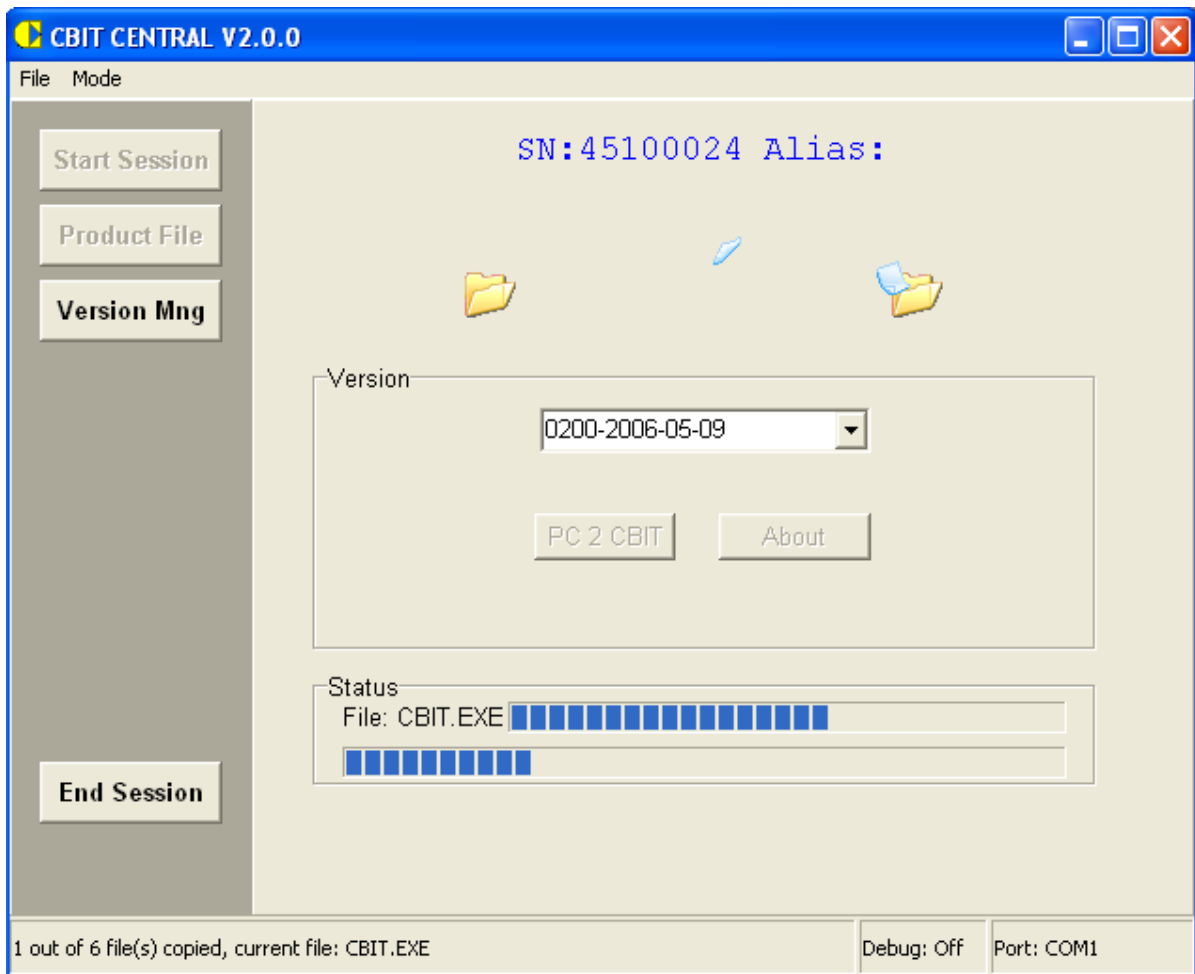 CBIT CENTRAL V2.0.0
File Mode
Start Session
Product File
Version Mng
End Session
SN:45100024 Alias:
Version
0200-2006-05-09
PC 2 CBIT About
Status
File: CBIT.EXE
1 out of 6 file(s) copied, current file: CBIT.EXE Debug: Off Port: COM1